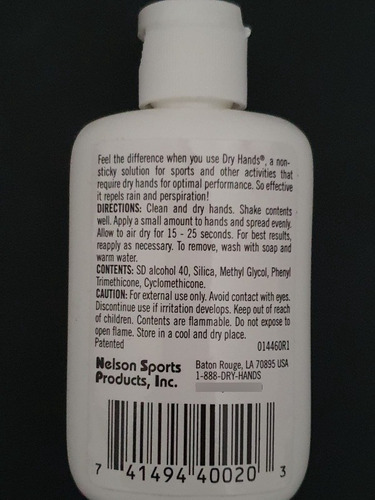 Feel the difference when you use Dry Hands®, a non-
sticky solution for sports and other activities that
require dry hands for optimal performance. So effective
it repels rain and perspiration!
DIRECTIONS: Clean and dry hands. Shake contents
well. Apply a small amount to hands and spread evenly.
Allow to air dry for 15 - 25 seconds. For best results,
reapply as necessary. To remove, wash with soap and
warm water.
CONTENTS: SD alcohol 40, Silica, Methyl Glycol, Phenyl
Trimethicone, Cyclomethicone.
CAUTION: For external use only. Avoid contact with eyes.
Discontinue use if irritation develops. Keep out of reach
of children. Contents are flammable. Do not expose to
open flame. Store in a cool and dry place.
Patented 014460R1
Nelson Sports
Products, Inc.
Baton Rouge, LA 70895 USA
1-888-DRY-HANDS
7 41494 40020 3